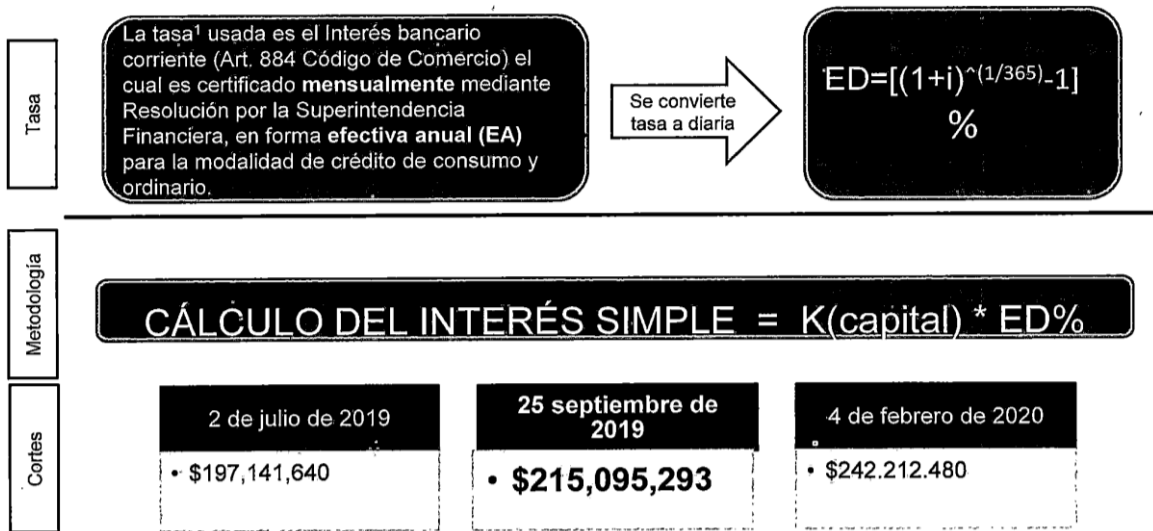 Tasa
La tasa¹ usada es el Interés bancario
corriente (Art. 884 Código de Comercio) el
cual es certificado mensualmente mediante
Resolución por la Superintendencia
Financiera, en forma efectiva anual (EA)
para la modalidad de crédito de consumo y
ordinario.
Se convierte
tasa a diaria
ED=[(1+i)^(1/365)-1]
%
Metodología
CÁLCULO DEL INTERÉS SIMPLE = K(capital) * ED%
Cortes
2 de julio de 2019
• $197,141,640
25 septiembre de
2019
• $215,095,293
4 de febrero de 2020
• $242.212.480